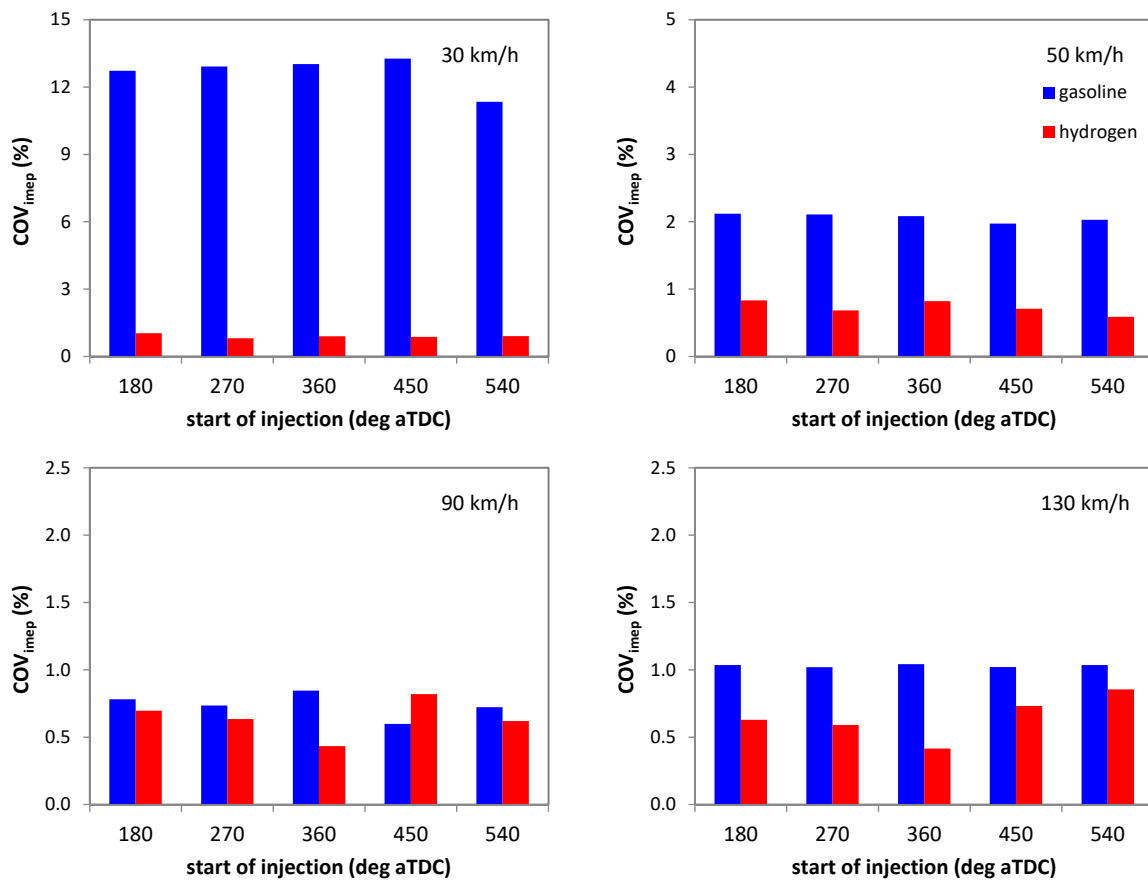 15
12
9
6
3
0
COVimep (%)
30 km/h
180 270 360 450 540
start of injection (deg aTDC)
5
4
3
2
1
0
COVimep (%)
50 km/h
gasoline
hydrogen
180 270 360 450 540
start of injection (deg aTDC)
2.5
2.0
1.5
1.0
0.5
0.0
COVimep (%)
90 km/h
180 270 360 450 540
start of injection (deg aTDC)
2.5
2.0
1.5
1.0
0.5
0.0
COVimep (%)
130 km/h
180 270 360 450 540
start of injection (deg aTDC)